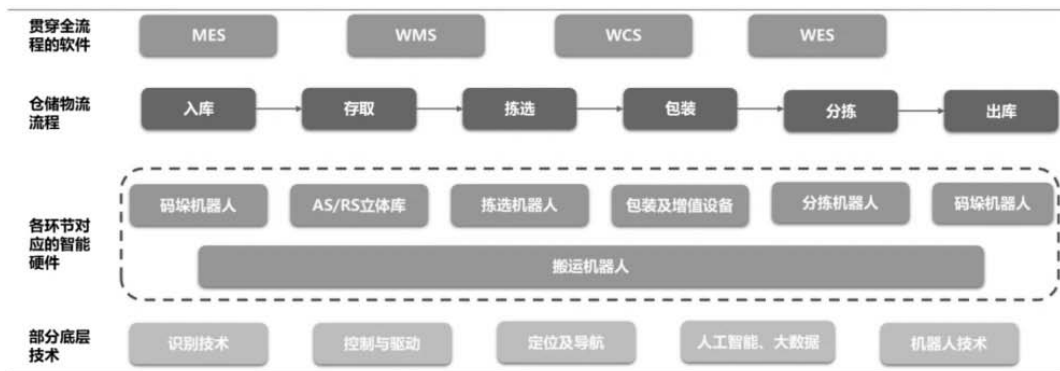 贯穿全流
程的软件
MES
WMS
WCS
WES
仓储物流
流程
入库
存取
拣选
包装
分拣
出库
各环节对
应的智能
硬件
码垛机器人
AS/RS立体库
拣选机器人
包装及增值设备
分拣机器人
码垛机器人
搬运机器人
部分底层
技术
识别技术
控制与驱动
定位及导航
人工智能、大数据
机器人技术